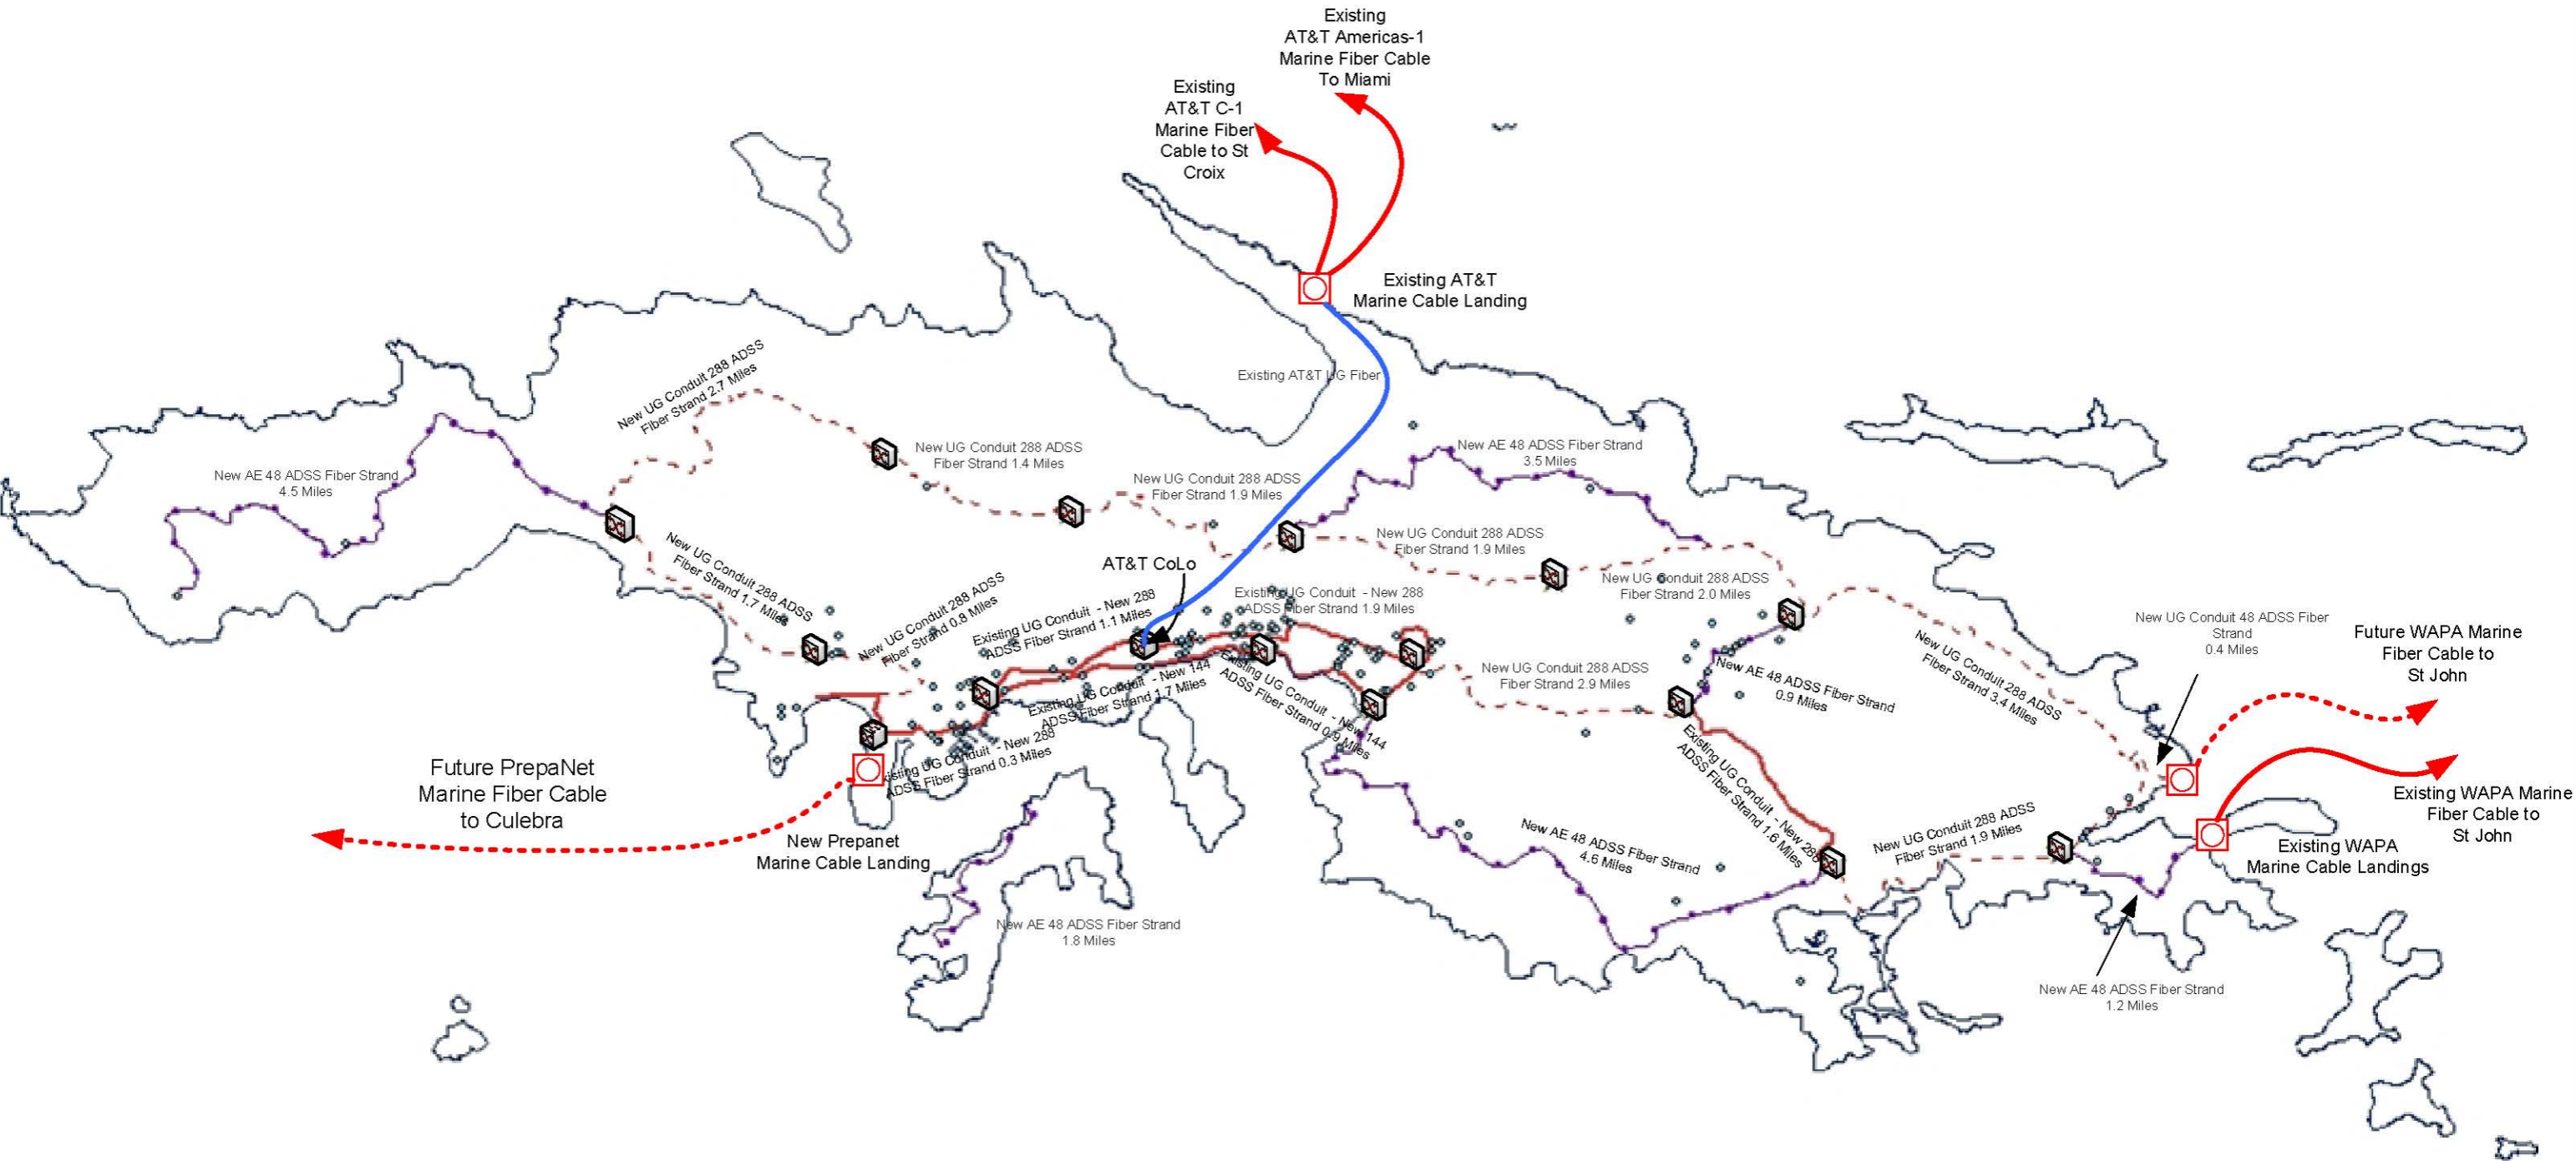 Existing
AT&T Americas-1
Marine Fiber Cable
To Miami
Existing
AT&T C-1
Marine Fiber
Cable to St
Croix
Existing AT&T
Marine Cable Landing
New UG Conduit 288 ADSS
Fiber Strand 2.7 Miles
Existing AT&T UG Fiber
New AE 48 ADSS Fiber Strand
4.5 Miles
New UG Conduit 288 ADSS
Fiber Strand 1.4 Miles
New UG Conduit 288 ADSS
Fiber Strand 1.9 Miles
New AE 48 ADSS Fiber Strand
3.5 Miles
New UG Conduit 288 ADSS
Fiber Strand 1.9 Miles
New UG Conduit 288 ADSS
Fiber Strand 1.7 Miles
AT&T CoLo
New UG Conduit 288 ADSS
Fiber Strand 0.8 Miles
Existing UG Conduit - New 288
ADSS Fiber Strand 1.1 Miles
Existing UG Conduit - New 288
ADSS Fiber Strand 1.9 Miles
New UG Conduit 288 ADSS
Fiber Strand 2.0 Miles
New UG Conduit 48 ADSS Fiber
Strand
0.4 Miles
Future WAPA Marine
Fiber Cable to
St John
Existing UG Conduit - New 144
ADSS Fiber Strand 1.7 Miles
Existing UG Conduit - New 144
ADSS Fiber Strand 0.9 Miles
New UG Conduit 288 ADSS
Fiber Strand 2.9 Miles
New AE 48 ADSS Fiber Strand
0.9 Miles
New UG Conduit 288 ADSS
Fiber Strand 3.4 Miles
Existing UG Conduit - New 288
ADSS Fiber Strand 0.3 Miles
Future PrepaNet
Marine Fiber Cable
to Culebra
New Prepanet
Marine Cable Landing
Existing UG Conduit - New 288
ADSS Fiber Strand 1.6 Miles
New AE 48 ADSS Fiber Strand
4.6 Miles
New UG Conduit 288 ADSS
Fiber Strand 1.9 Miles
Existing WAPA Marine
Fiber Cable to
St John
Existing WAPA
Marine Cable Landings
New AE 48 ADSS Fiber Strand
1.8 Miles
New AE 48 ADSS Fiber Strand
1.2 Miles